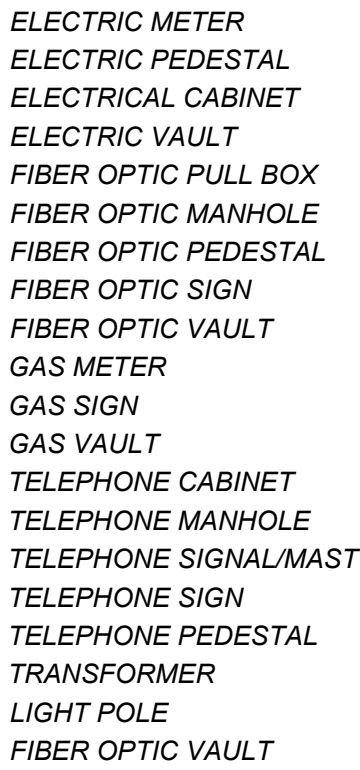 ELECTRIC METER
ELECTRIC PEDESTAL
ELECTRICAL CABINET
ELECTRIC VAULT
FIBER OPTIC PULL BOX
FIBER OPTIC MANHOLE
FIBER OPTIC PEDESTAL
FIBER OPTIC SIGN
FIBER OPTIC VAULT
GAS METER
GAS SIGN
GAS VAULT
TELEPHONE CABINET
TELEPHONE MANHOLE
TELEPHONE SIGNAL/MAST
TELEPHONE SIGN
TELEPHONE PEDESTAL
TRANSFORMER
LIGHT POLE
FIBER OPTIC VAULT